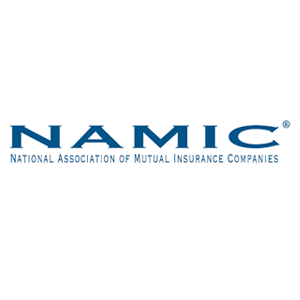 NAMIC®
National Association of Mutual Insurance Companies